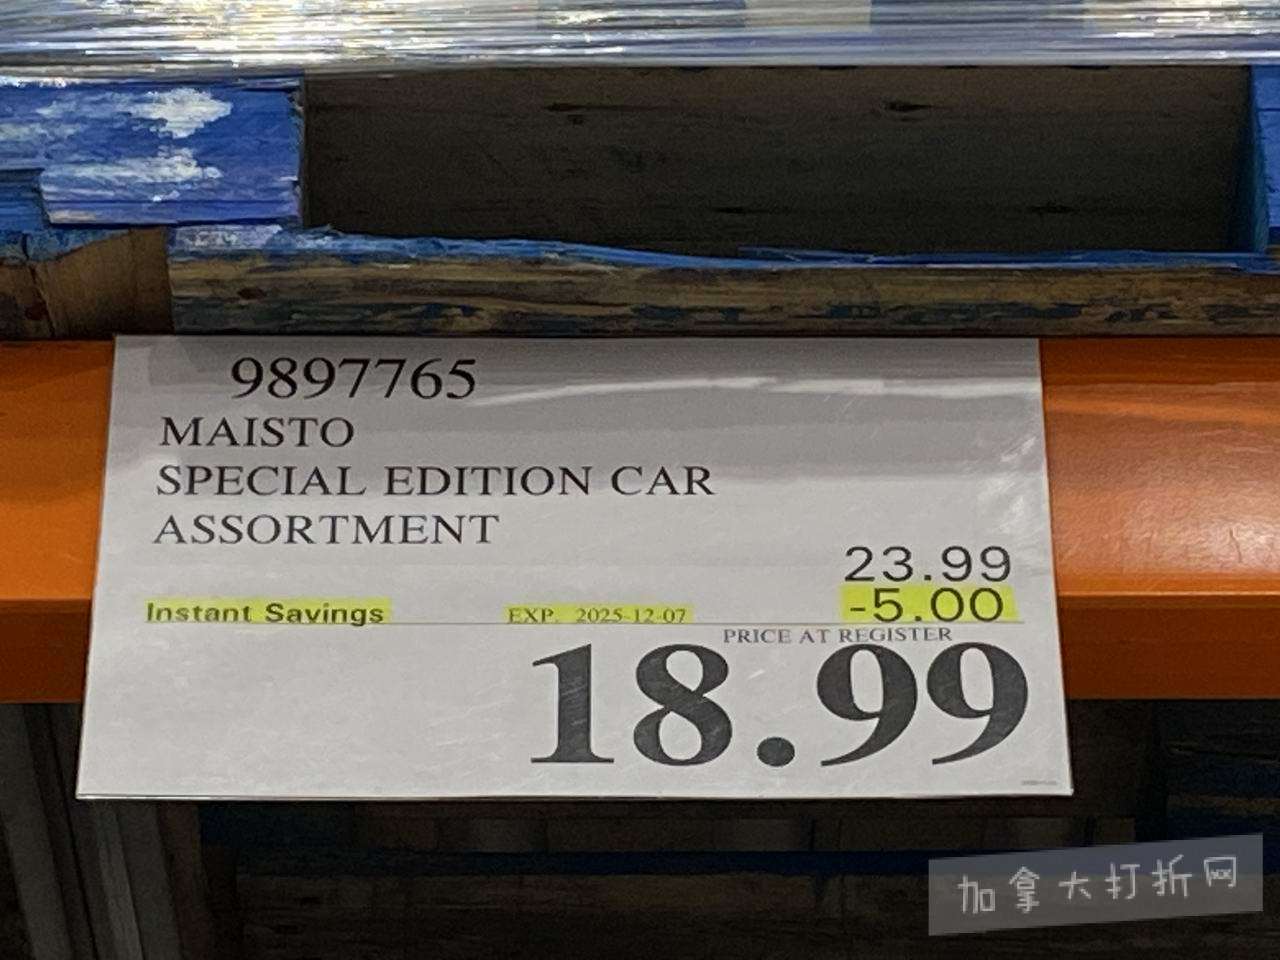 9897765
MAISTO
SPECIAL EDITION CAR
ASSORTMENT
23.99
Instant Savings EXP. 2025-12-07 -5.00
PRICE AT REGISTER
18.99
加拿大打折网